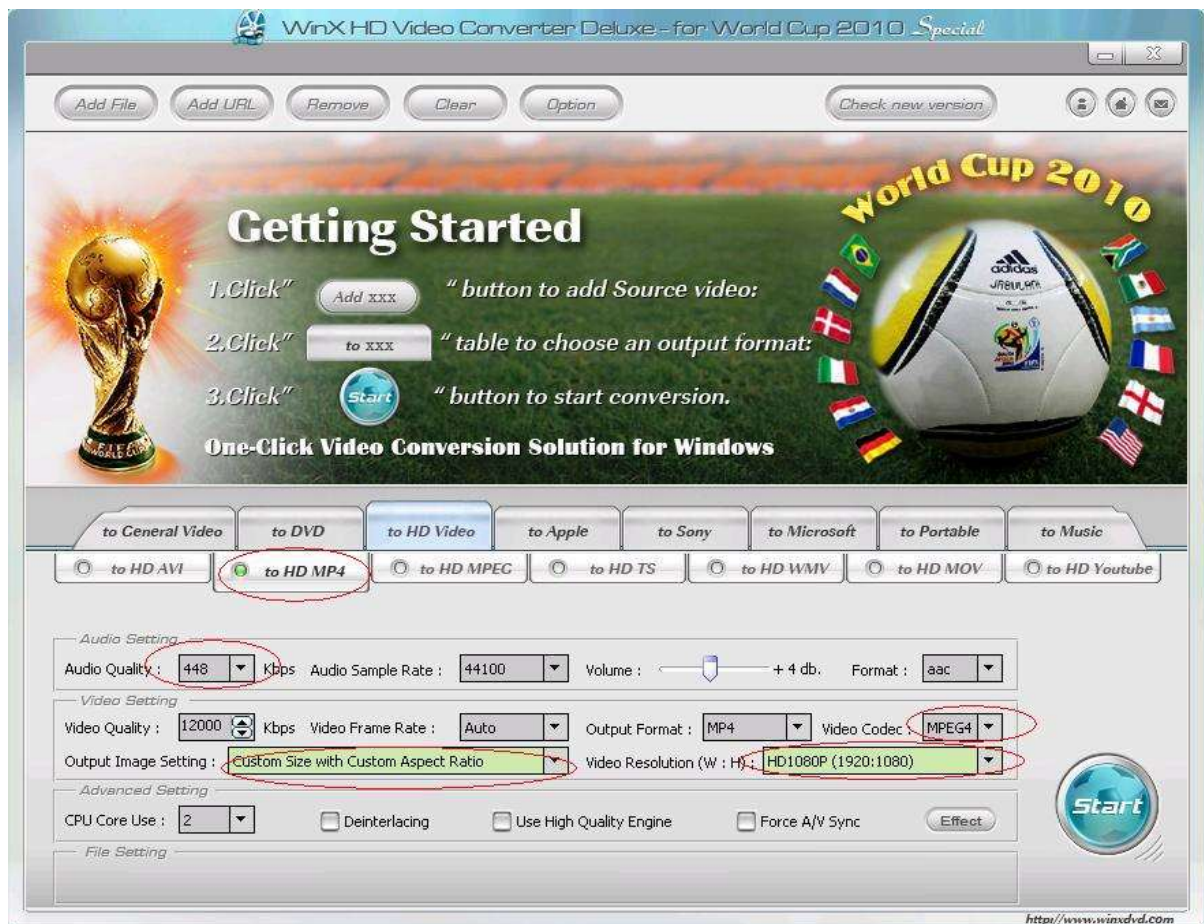 WinX HD Video Converter Deluxe - for World Cup 2010 Special
Add File Add URL Remove Clear Option Check new version
World Cup 2010
Getting Started
1.Click" Add xxx " button to add Source video:
2.Click" to xxx " table to choose an output format:
3.Click" Start " button to start conversion.
One-Click Video Conversion Solution for Windows
adidas
JABULANI
WORLD CUP
to General Video to DVD to HD Video to Apple to Sony to Microsoft to Portable to Music
to HD AVI to HD MP4 to HD MPEG to HD TS to HD WMV to HD MOV to HD Youtube
Audio Setting
Audio Quality : 448 Kbps Audio Sample Rate : 44100 Volume : + 4 db. Format : aac
Video Setting
Video Quality : 12000 Kbps Video Frame Rate : Auto Output Format : MP4 Video Codec : MPEG4
Output Image Setting : Custom Size with Custom Aspect Ratio Video Resolution (W : H) : HD1080P (1920:1080)
Advanced Setting
CPU Core Use : 2 Deinterlacing Use High Quality Engine Force A/V Sync Effect
Start
File Setting
http://www.winxdvd.com